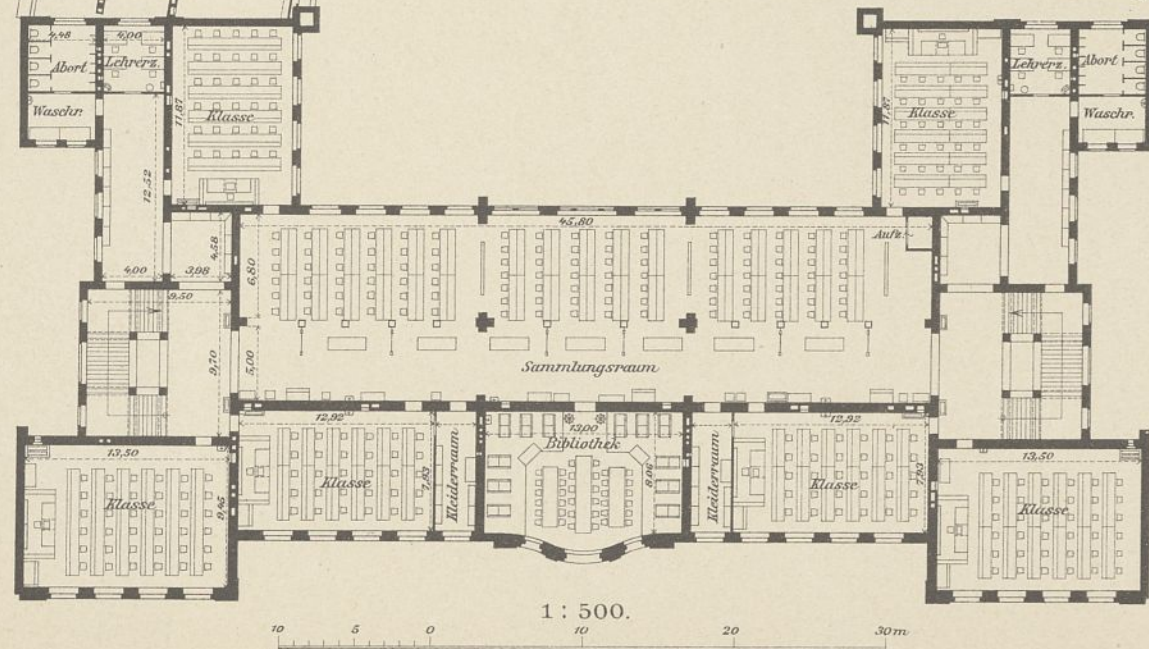 4,48 4,00
Abort Lehrerz.
Waschr.
11,87
Klasse
Klasse
11,87
Lehrerz. Abort
Waschr.
12,52
4,00 3,98
4,58
9,50
9,70
6,80
5,00
45,80
Aufz.
Sammlungsraum
13,50
Klasse
9,45
12,92
Klasse
7,93
Kleiderraum
13,00
Bibliothek
8,06
Kleiderraum
12,92
Klasse
7,93
13,50
Klasse
1 : 500.
10 5 0 10 20 30m